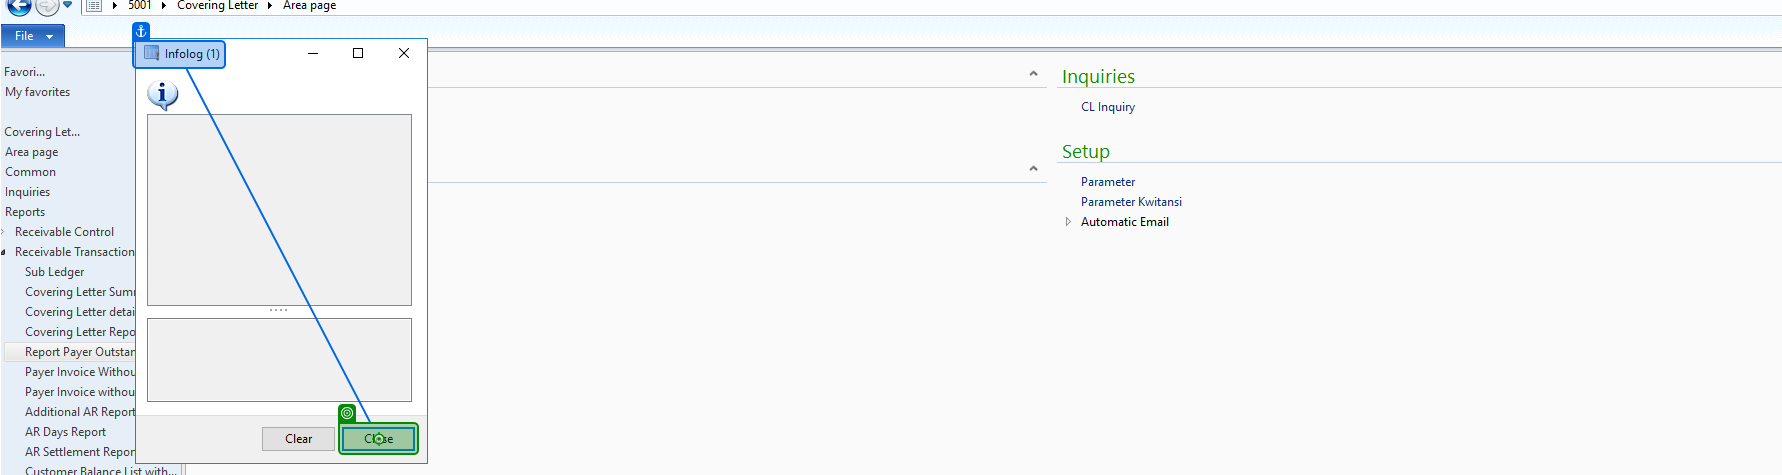 5001 Covering Letter Area page
File
Infolog (1)
Favori...
My favorites
Covering Let...
Area page
Common
Inquiries
Reports
Receivable Control
Receivable Transaction
Sub Ledger
Covering Letter Sum
Covering Letter detai
Covering Letter Repo
Report Payer Outstan
Payer Invoice Withou
Payer Invoice withou
Additional AR Report
AR Days Report
AR Settlement Repor
Customer Balance List with...
Clear
Close
Inquiries
CL Inquiry
Setup
Parameter
Parameter Kwitansi
Automatic Email